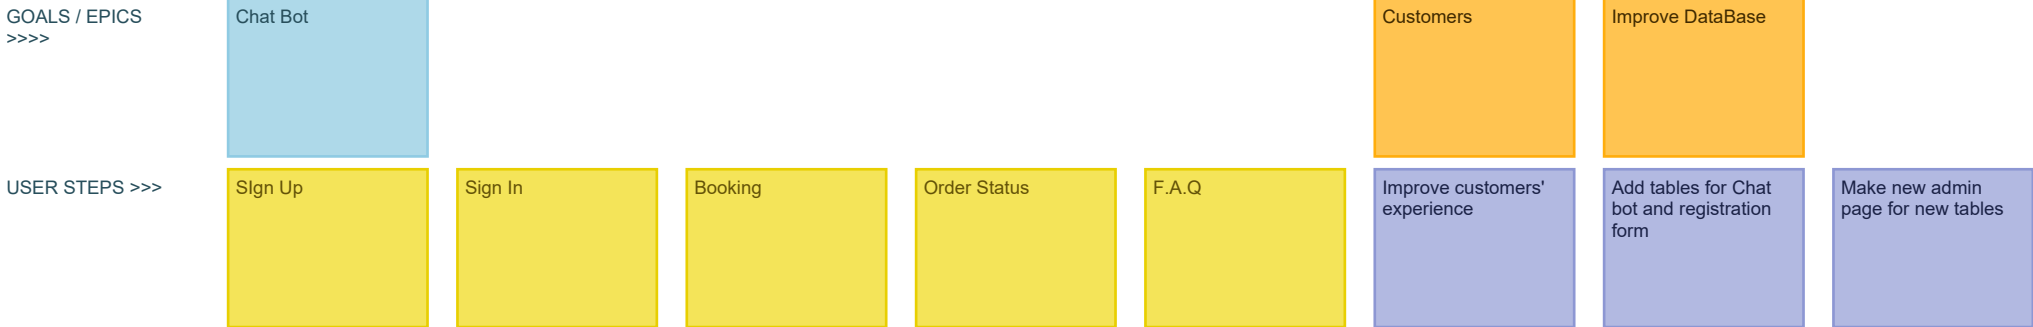 GOALS / EPICS
>>>>
Chat Bot
Customers
Improve DataBase
USER STEPS >>>
SIgn Up
Sign In
Booking
Order Status
F.A.Q
Improve customers'
experience
Add tables for Chat
bot and registration
form
Make new admin
page for new tables